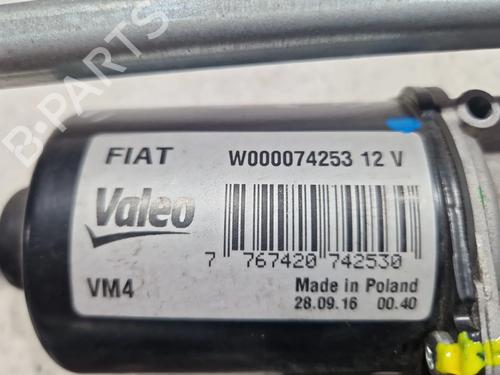 B-PARTS
FIAT W000074253 12 V
Valeo
7 767420 742530
VM4 Made in Poland
28.09.16 00.40